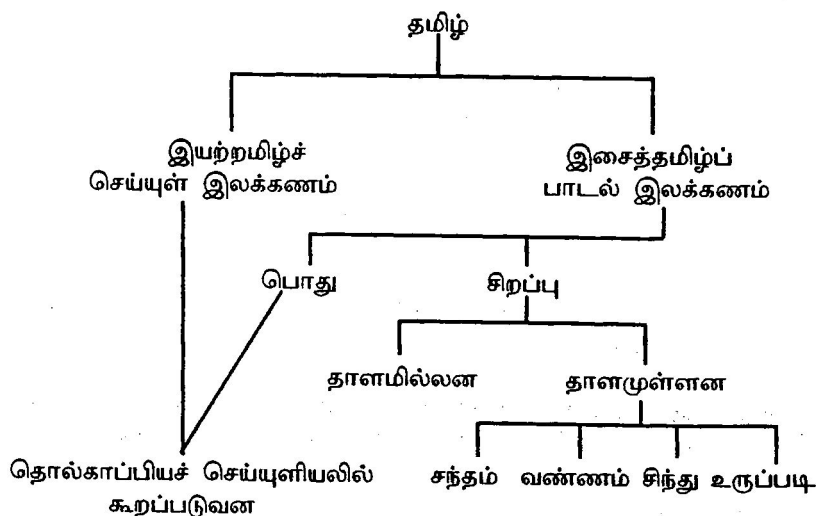 தமிழ்
இயற்றமிழ்ச்
செய்யுள் இலக்கணம்
இசைத்தமிழ்ப்
பாடல் இலக்கணம்
பொது
சிறப்பு
தாளமில்லன
தாளமுள்ளன
தொல்காப்பியச் செய்யுளியலில்
கூறப்படுவன
சந்தம் வண்ணம் சிந்து உருப்படி